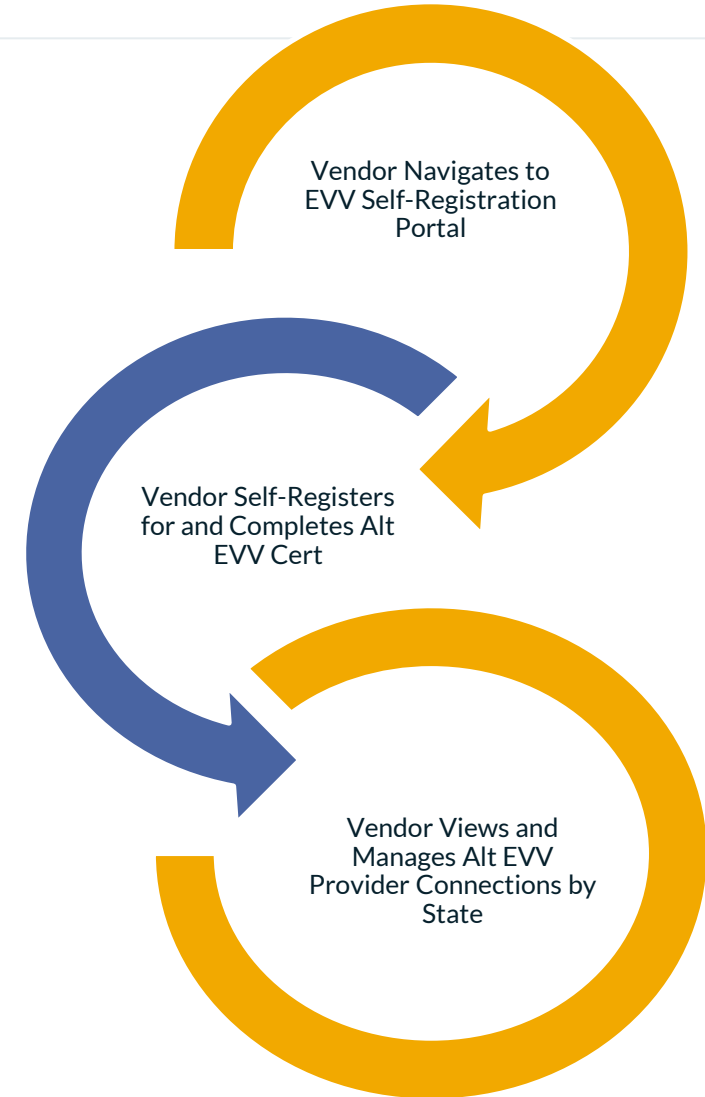 Vendor Navigates to
EVV Self-Registration
Portal
Vendor Self-Registers
for and Completes Alt
EVV Cert
Vendor Views and
Manages Alt EVV
Provider Connections by
State